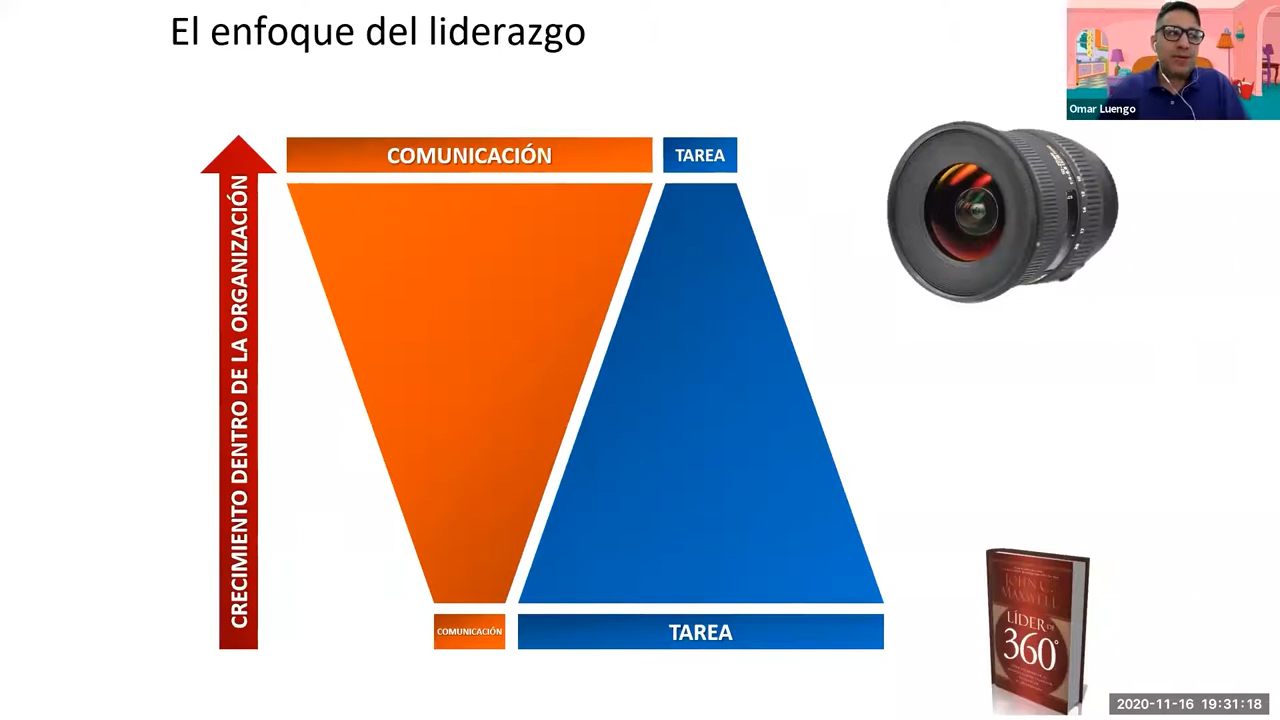 El enfoque del liderazgo
Omar Luengo
COMUNICACIÓN
TAREA
CRECIMIENTO DENTRO DE LA ORGANIZACIÓN
COMUNICACIÓN
TAREA
JOHN C.
MAXWELL
LÍDER DE
360°
2020-11-16 19:31:18